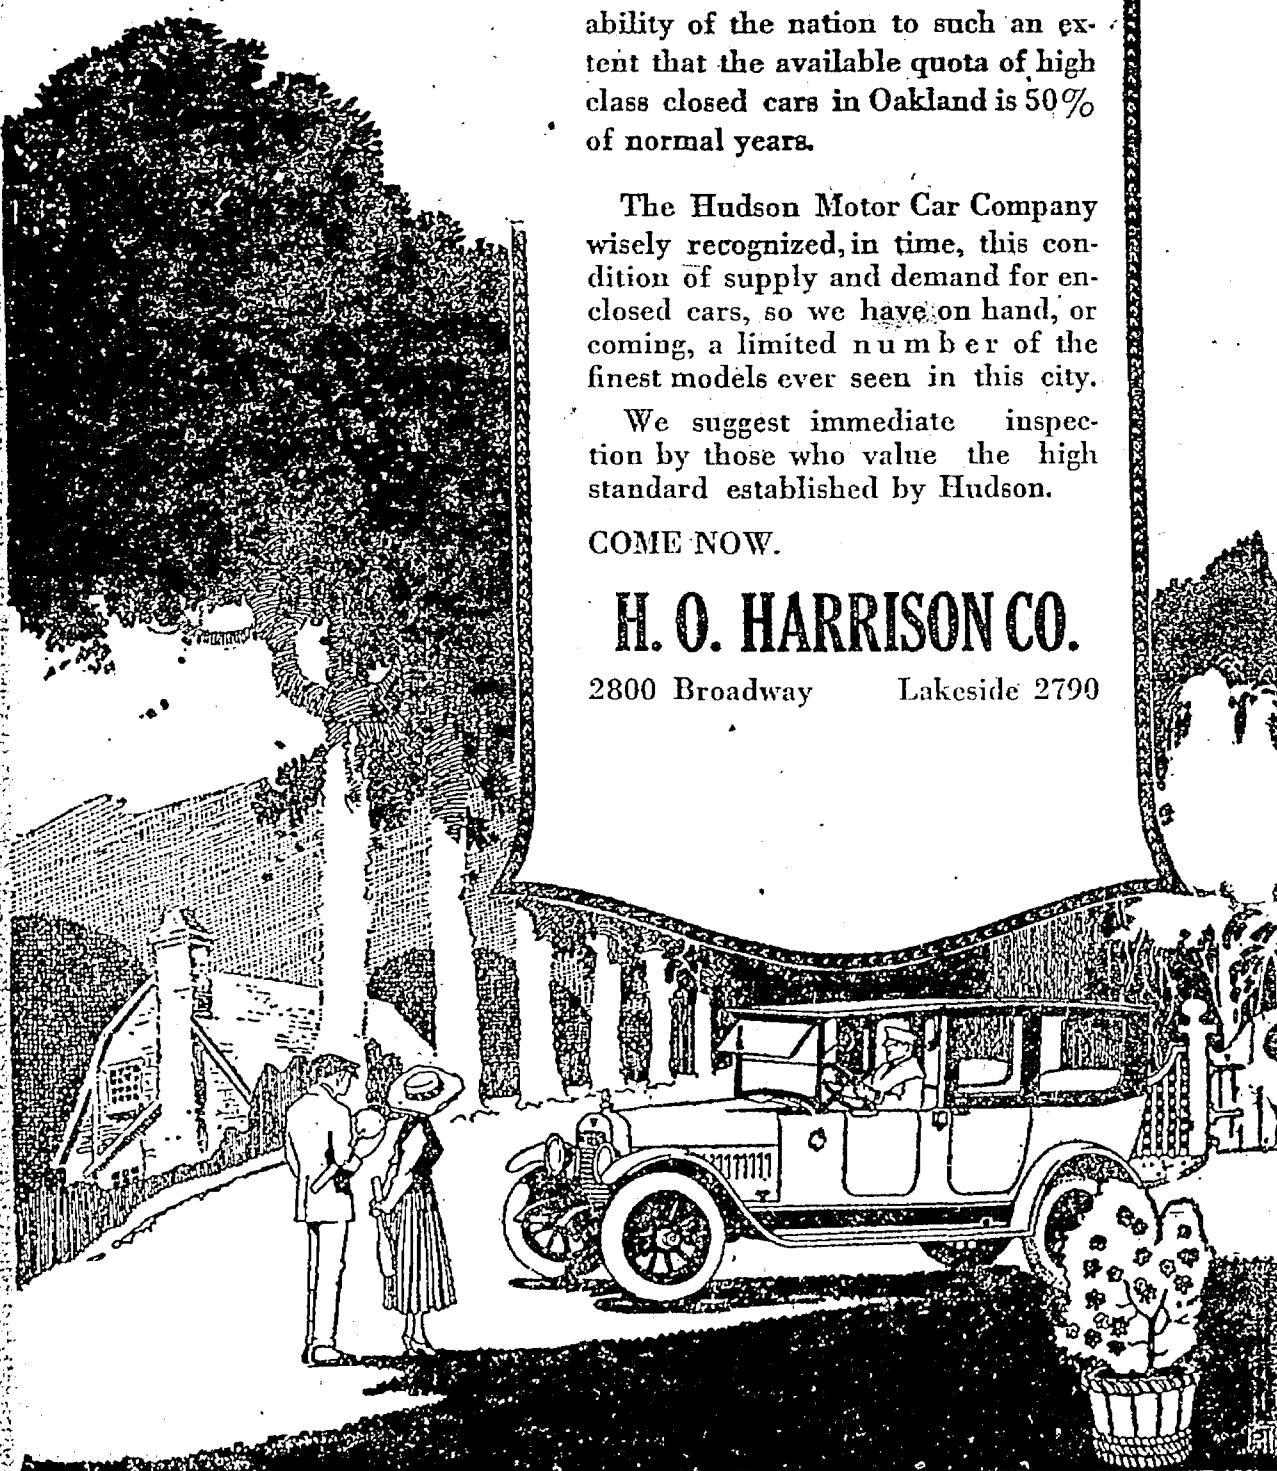 ability of the nation to such an ex-
tent that the available quota of high
class closed cars in Oakland is 50%
of normal years.
The Hudson Motor Car Company
wisely recognized, in time, this con-
dition of supply and demand for en-
closed cars, so we have on hand, or
coming, a limited number of the
finest models ever seen in this city.
We suggest immediate inspec-
tion by those who value the high
standard established by Hudson.
COME NOW.
H. O. HARRISON CO.
2800 Broadway Lakeside 2790